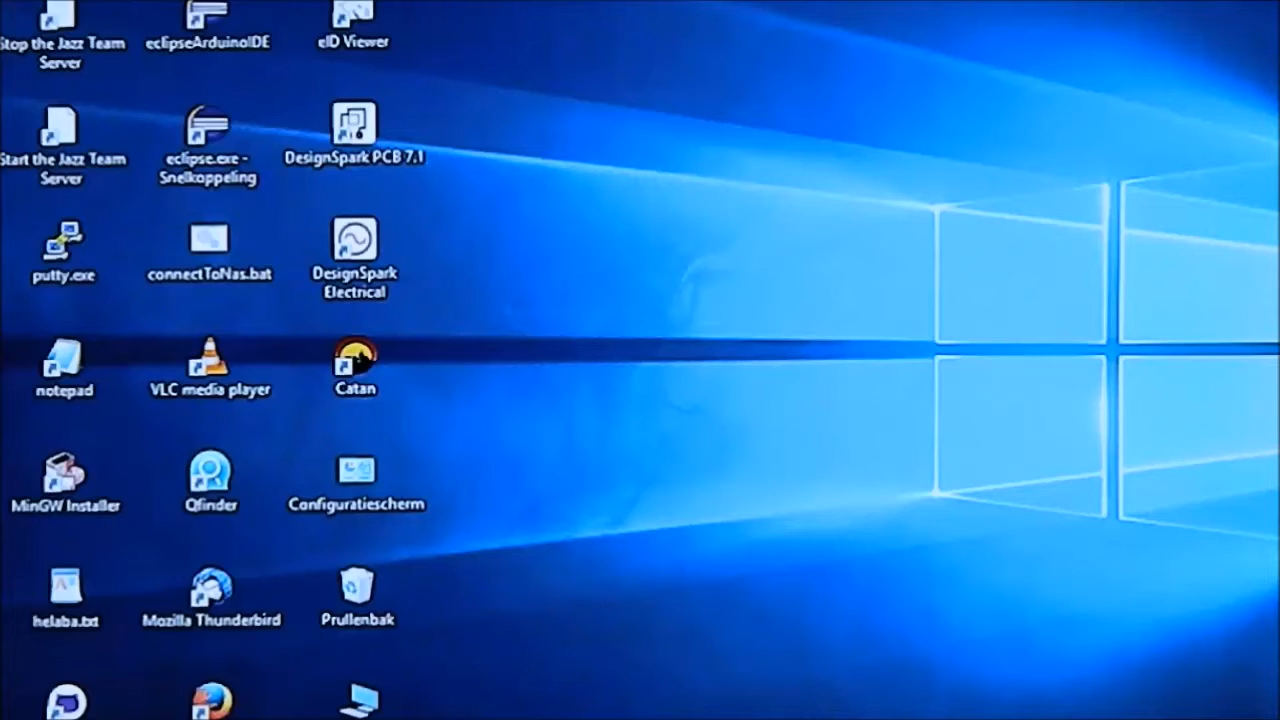 Stop the Jazz Team
Server
eclipseArduinoIDE
eID Viewer
Start the Jazz Team
Server
eclipse.exe -
Snelkoppeling
DesignSpark PCB 7.1
putty.exe
connectToNas.bat
DesignSpark
Electrical
notepad
VLC media player
Catan
MinGW Installer
Qfinder
Configuratiescherm
helaba.txt
Mozilla Thunderbird
Prullenbak